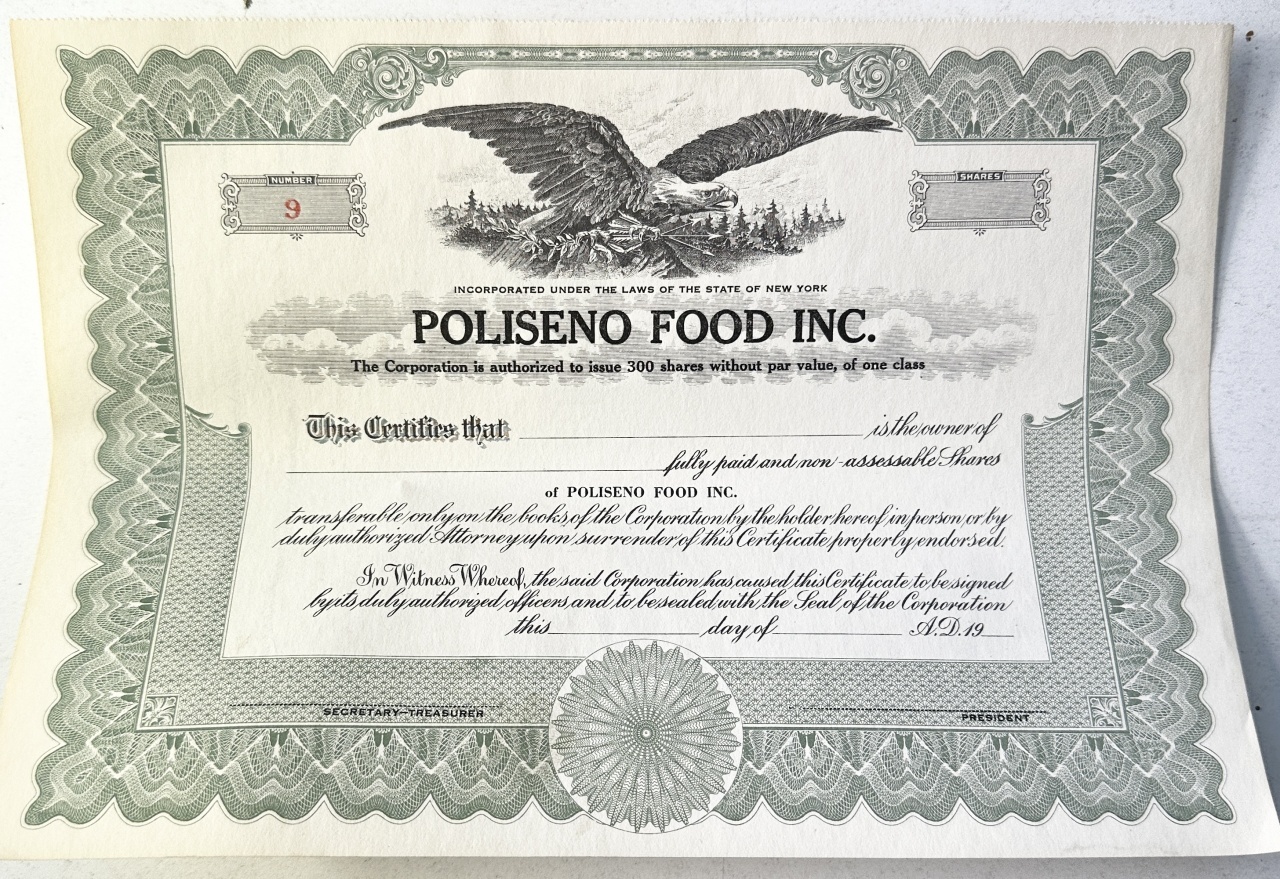 NUMBER
9
SHARES
INCORPORATED UNDER THE LAWS OF THE STATE OF NEW YORK
POLISENO FOOD INC.
The Corporation is authorized to issue 300 shares without par value, of one class
This Certifies that is the owner of
fully paid and non-assessable Shares
of POLISENO FOOD INC.
transferable only on the books of the Corporation by the holder hereof in person or by
duly authorized Attorney upon surrender of this Certificate properly endorsed.
In Witness Whereof, the said Corporation has caused this Certificate to be signed
by its duly authorized officers and to be sealed with the Seal of the Corporation
this day of A.D. 19
SECRETARY-TREASURER
PRESIDENT